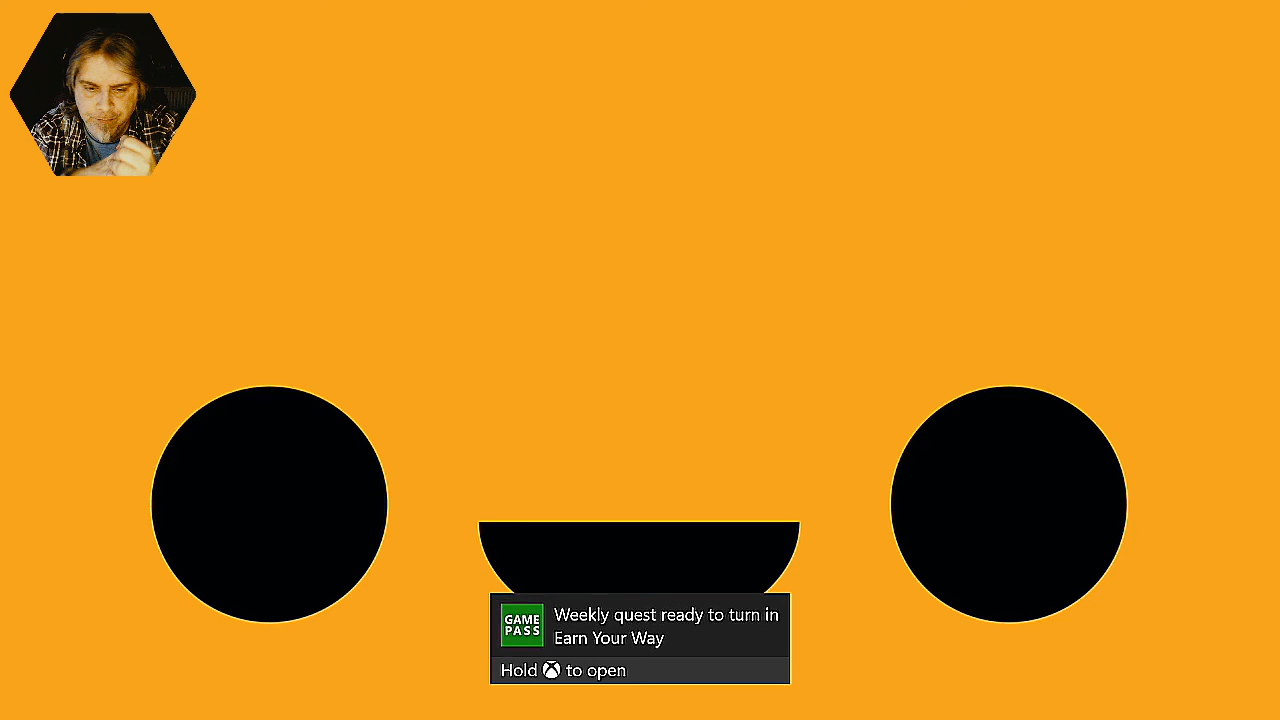 GAME
PASS
Weekly quest ready to turn in
Earn Your Way
Hold to open